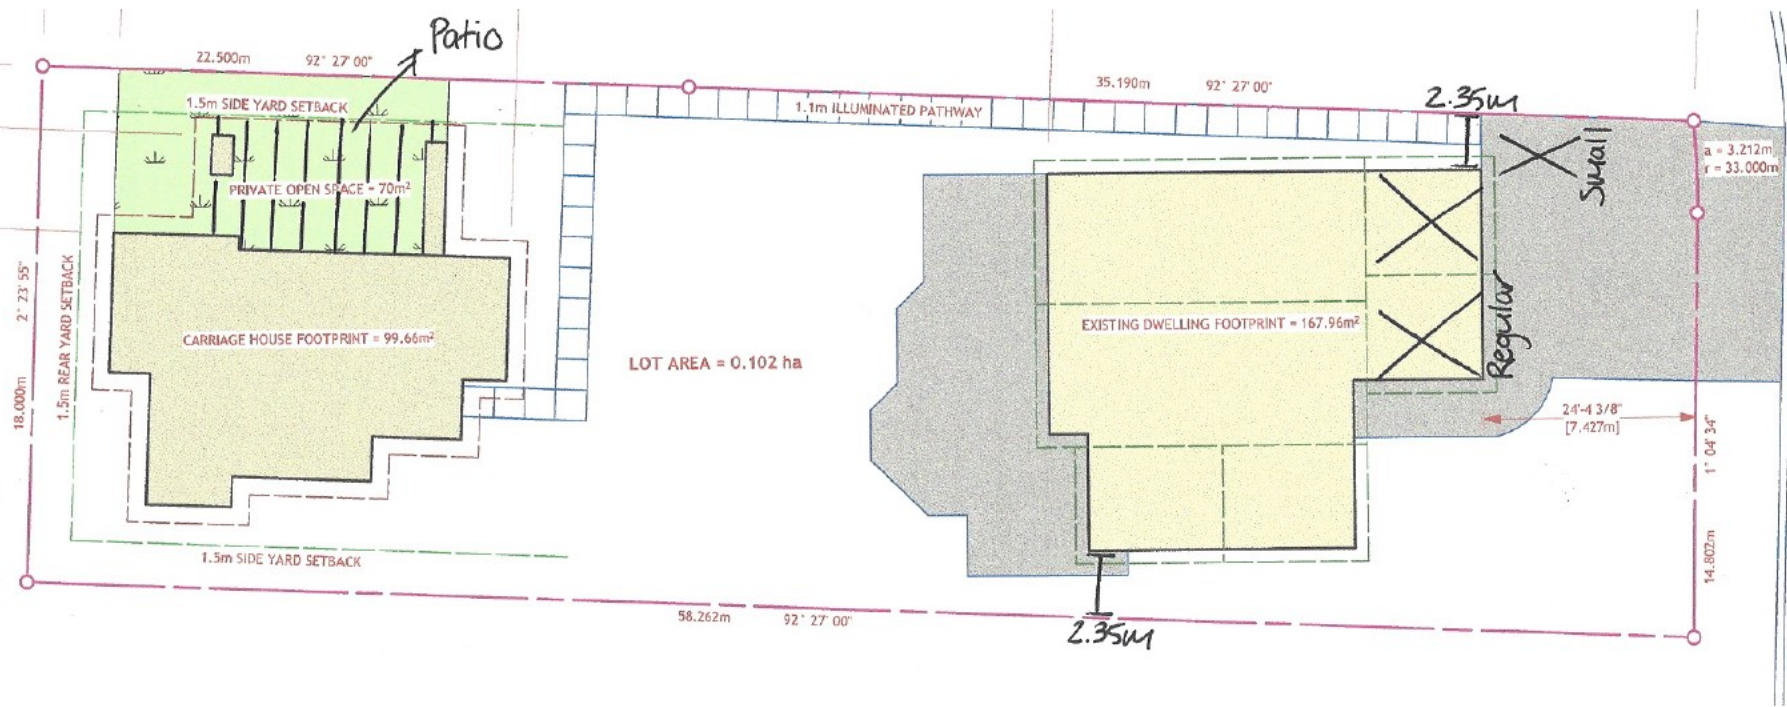 Patio
22.500m 92° 27' 00"
35.190m 92° 27' 00"
2.35m
1.5m SIDE YARD SETBACK
1.1m ILLUMINATED PATHWAY
Small
a = 3.212m
r = 33.000m
PRIVATE OPEN SPACE = 70m²
2° 23' 55"
18.000m
1.5m REAR YARD SETBACK
CARRIAGE HOUSE FOOTPRINT = 99.66m²
LOT AREA = 0.102 ha
EXISTING DWELLING FOOTPRINT = 167.96m²
Regular
24'-4 3/8"
[7.427m]
1° 04' 34"
14.802m
1.5m SIDE YARD SETBACK
58.262m 92° 27' 00"
2.35m